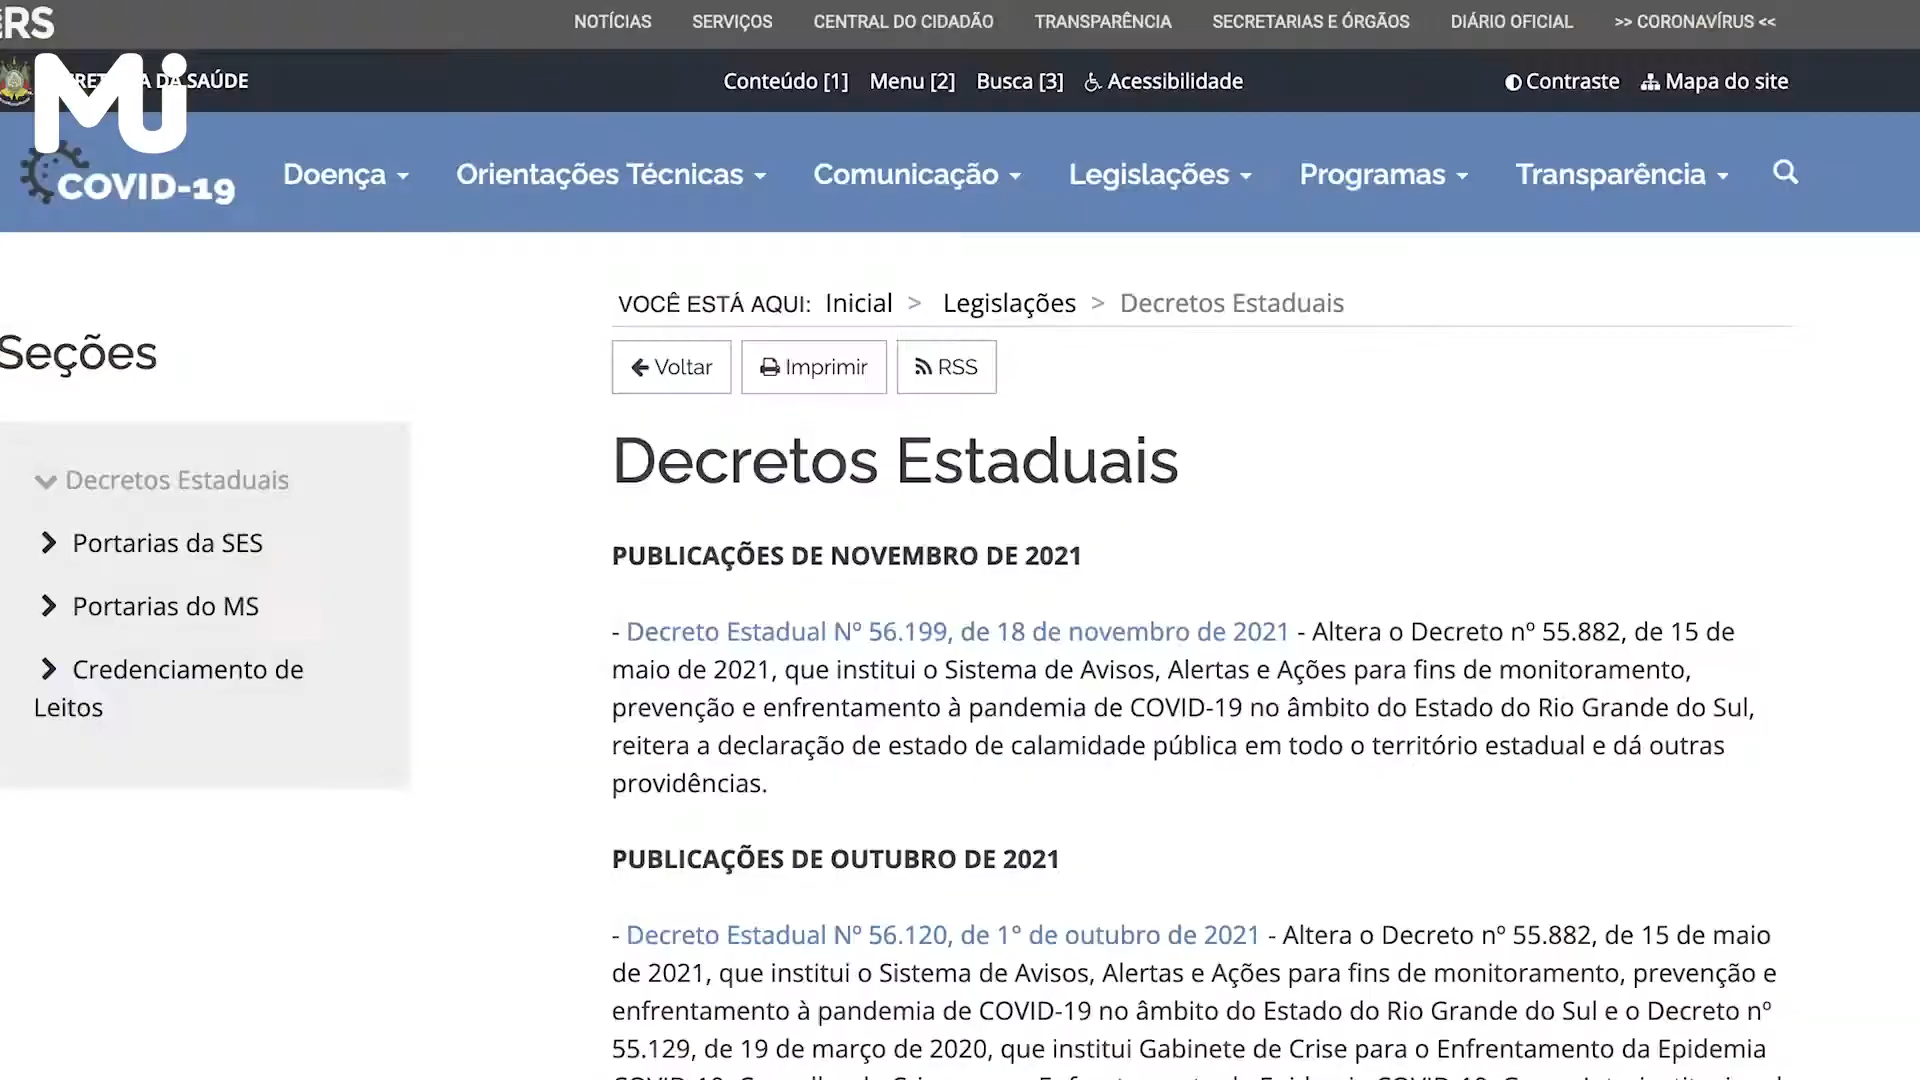 NOTÍCIAS SERVIÇOS CENTRAL DO CIDADÃO TRANSPARÊNCIA SECRETARIAS E ÓRGÃOS DIÁRIO OFICIAL >> CORONAVÍRUS <<
DA SAÚDE Conteúdo [1] Menu [2] Busca [3] Acessibilidade Contraste Mapa do site
Mi
COVID-19 Doença Orientações Técnicas Comunicação Legislações Programas Transparência
VOCÊ ESTÁ AQUI: Inicial > Legislações > Decretos Estaduais
Seções
Voltar Imprimir RSS
Decretos Estaduais
Portarias da SES
Portarias do MS
Credenciamento de
Leitos
Decretos Estaduais
PUBLICAÇÕES DE NOVEMBRO DE 2021
- Decreto Estadual Nº 56.199, de 18 de novembro de 2021 - Altera o Decreto nº 55.882, de 15 de
maio de 2021, que institui o Sistema de Avisos, Alertas e Ações para fins de monitoramento,
prevenção e enfrentamento à pandemia de COVID-19 no âmbito do Estado do Rio Grande do Sul,
reitera a declaração de estado de calamidade pública em todo o território estadual e dá outras
providências.
PUBLICAÇÕES DE OUTUBRO DE 2021
- Decreto Estadual Nº 56.120, de 1° de outubro de 2021 - Altera o Decreto nº 55.882, de 15 de maio
de 2021, que institui o Sistema de Avisos, Alertas e Ações para fins de monitoramento, prevenção e
enfrentamento à pandemia de COVID-19 no âmbito do Estado do Rio Grande do Sul e o Decreto nº
55.129, de 19 de março de 2020, que institui Gabinete de Crise para o Enfrentamento da Epidemia